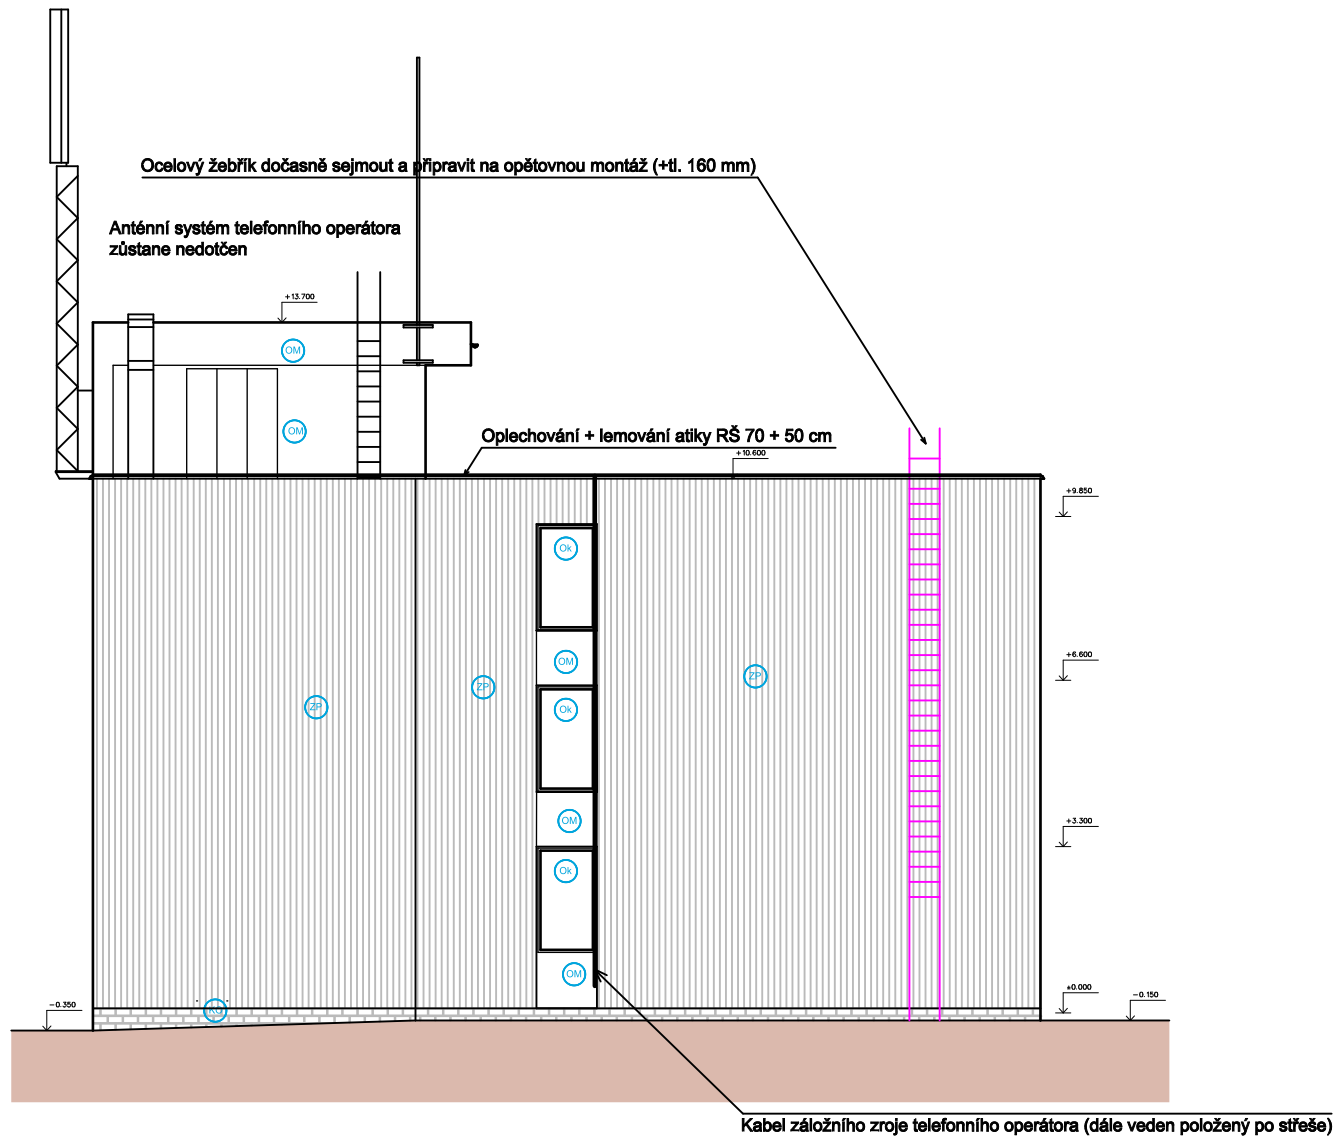 Ocelový žebřík dočasně sejmout a připravit na opětovnou montáž (+tl. 160 mm)
Anténní systém telefonního operátora
zůstane nedotčen
+13.700
OM
OM
Oplechování + lemování atiky RŠ 70 + 50 cm
+10.600
+9.850
Ok
OM
+6.600
ZP
ZP
ZP
Ok
OM
+3.300
Ok
OM
±0.000
-0.150
-0.350
Kabel záložního zroje telefonního operátora (dále veden položený po střeše)